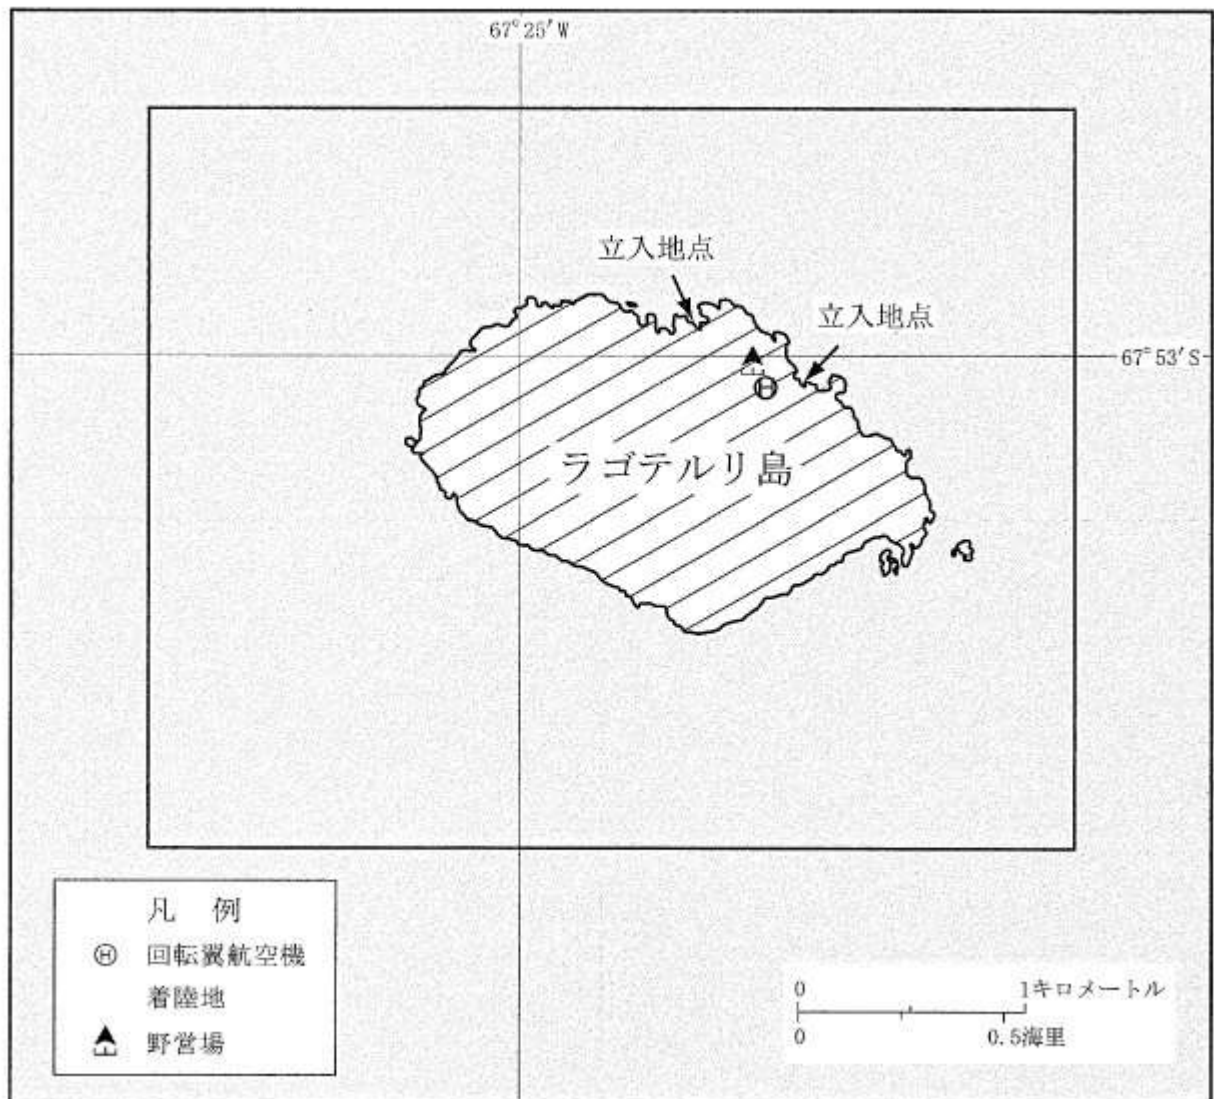 67°25′W
立入地点
立入地点
67°53′S
ラゴテルリ島
凡 例
Ⓗ 回転翼航空機
着陸地
野営場
0 1キロメートル
0 0.5海里